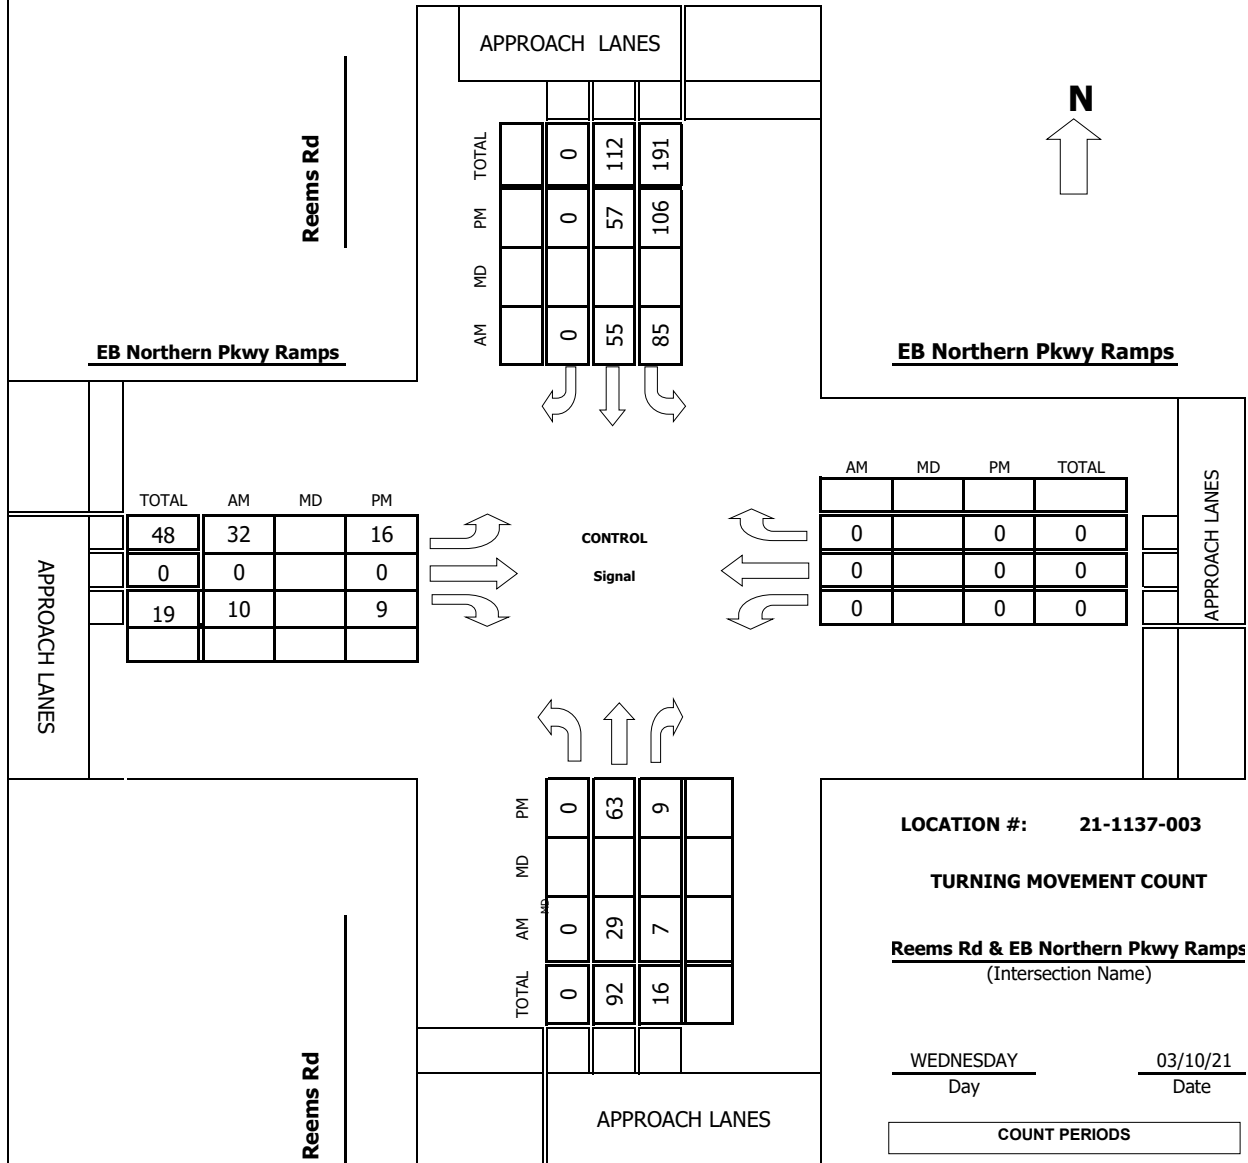 APPROACH LANES
N
Reems Rd
TOTAL 0 112 191
PM 0 57 106
MD
AM 0 55 85
EB Northern Pkwy Ramps
EB Northern Pkwy Ramps
TOTAL AM MD PM
48 32 16
0 0 0
19 10 9
APPROACH LANES
CONTROL
Signal
AM MD PM TOTAL
0 0 0
0 0 0
0 0 0
APPROACH LANES
PM 0 63 9
MD
MD
AM 0 29 7
TOTAL 0 92 16
APPROACH LANES
Reems Rd
LOCATION #: 21-1137-003
TURNING MOVEMENT COUNT
Reems Rd & EB Northern Pkwy Ramps
(Intersection Name)
WEDNESDAY 03/10/21
Day Date
COUNT PERIODS